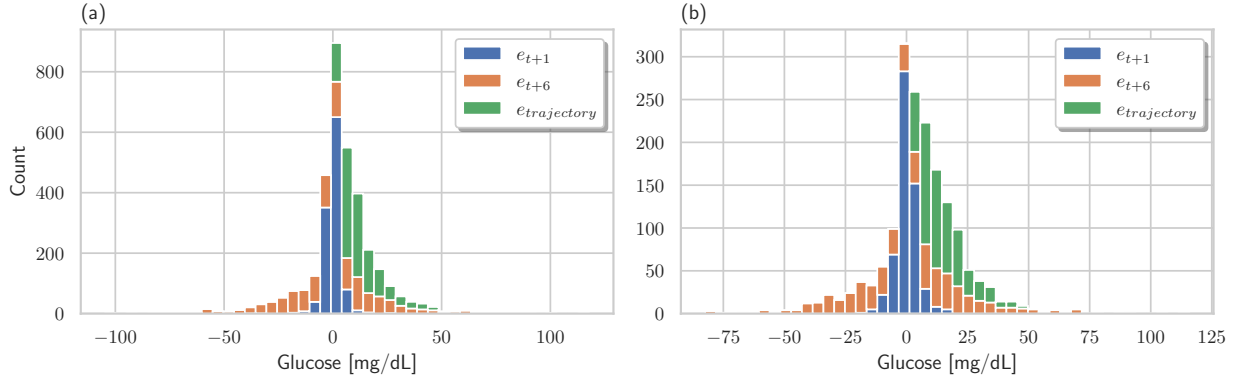 (a)
Count
800
600
400
200
0
−100
−50
0
50
100
Glucose [mg/dL]
e_{t+1}
e_{t+6}
e_{trajectory}
(b)
300
250
200
150
100
50
0
−75
−50
−25
0
25
50
75
100
125
Glucose [mg/dL]
e_{t+1}
e_{t+6}
e_{trajectory}